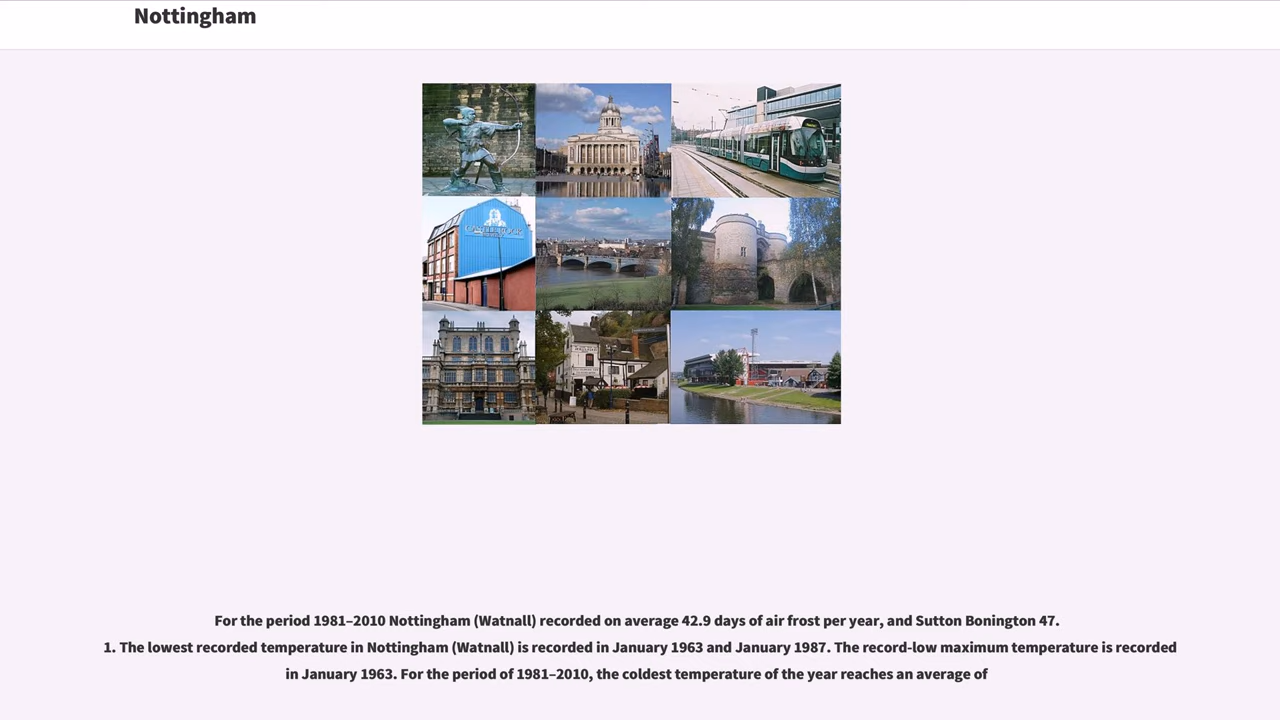 Nottingham
CASTLE ROCK
For the period 1981–2010 Nottingham (Watnall) recorded on average 42.9 days of air frost per year, and Sutton Bonington 47.
1. The lowest recorded temperature in Nottingham (Watnall) is recorded in January 1963 and January 1987. The record-low maximum temperature is recorded
in January 1963. For the period of 1981–2010, the coldest temperature of the year reaches an average of